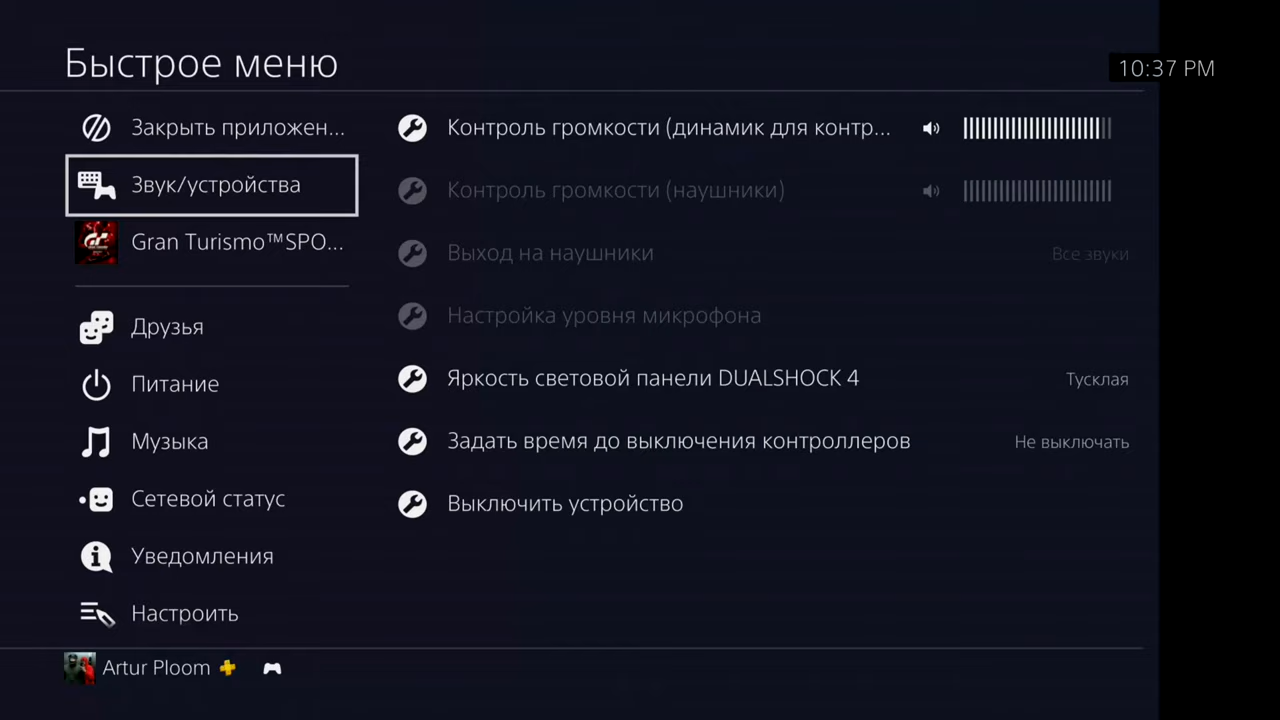 Быстрое меню
10:37 PM
Закрыть приложен...
Звук/устройства
Gran Turismo™SPO...
Друзья
Питание
Музыка
Сетевой статус
Уведомления
Настроить
Контроль громкости (динамик для контр...
Контроль громкости (наушники)
Выход на наушники
Все звуки
Настройка уровня микрофона
Яркость световой панели DUALSHOCK 4
Тусклая
Задать время до выключения контроллеров
Не выключать
Выключить устройство
Artur Ploom